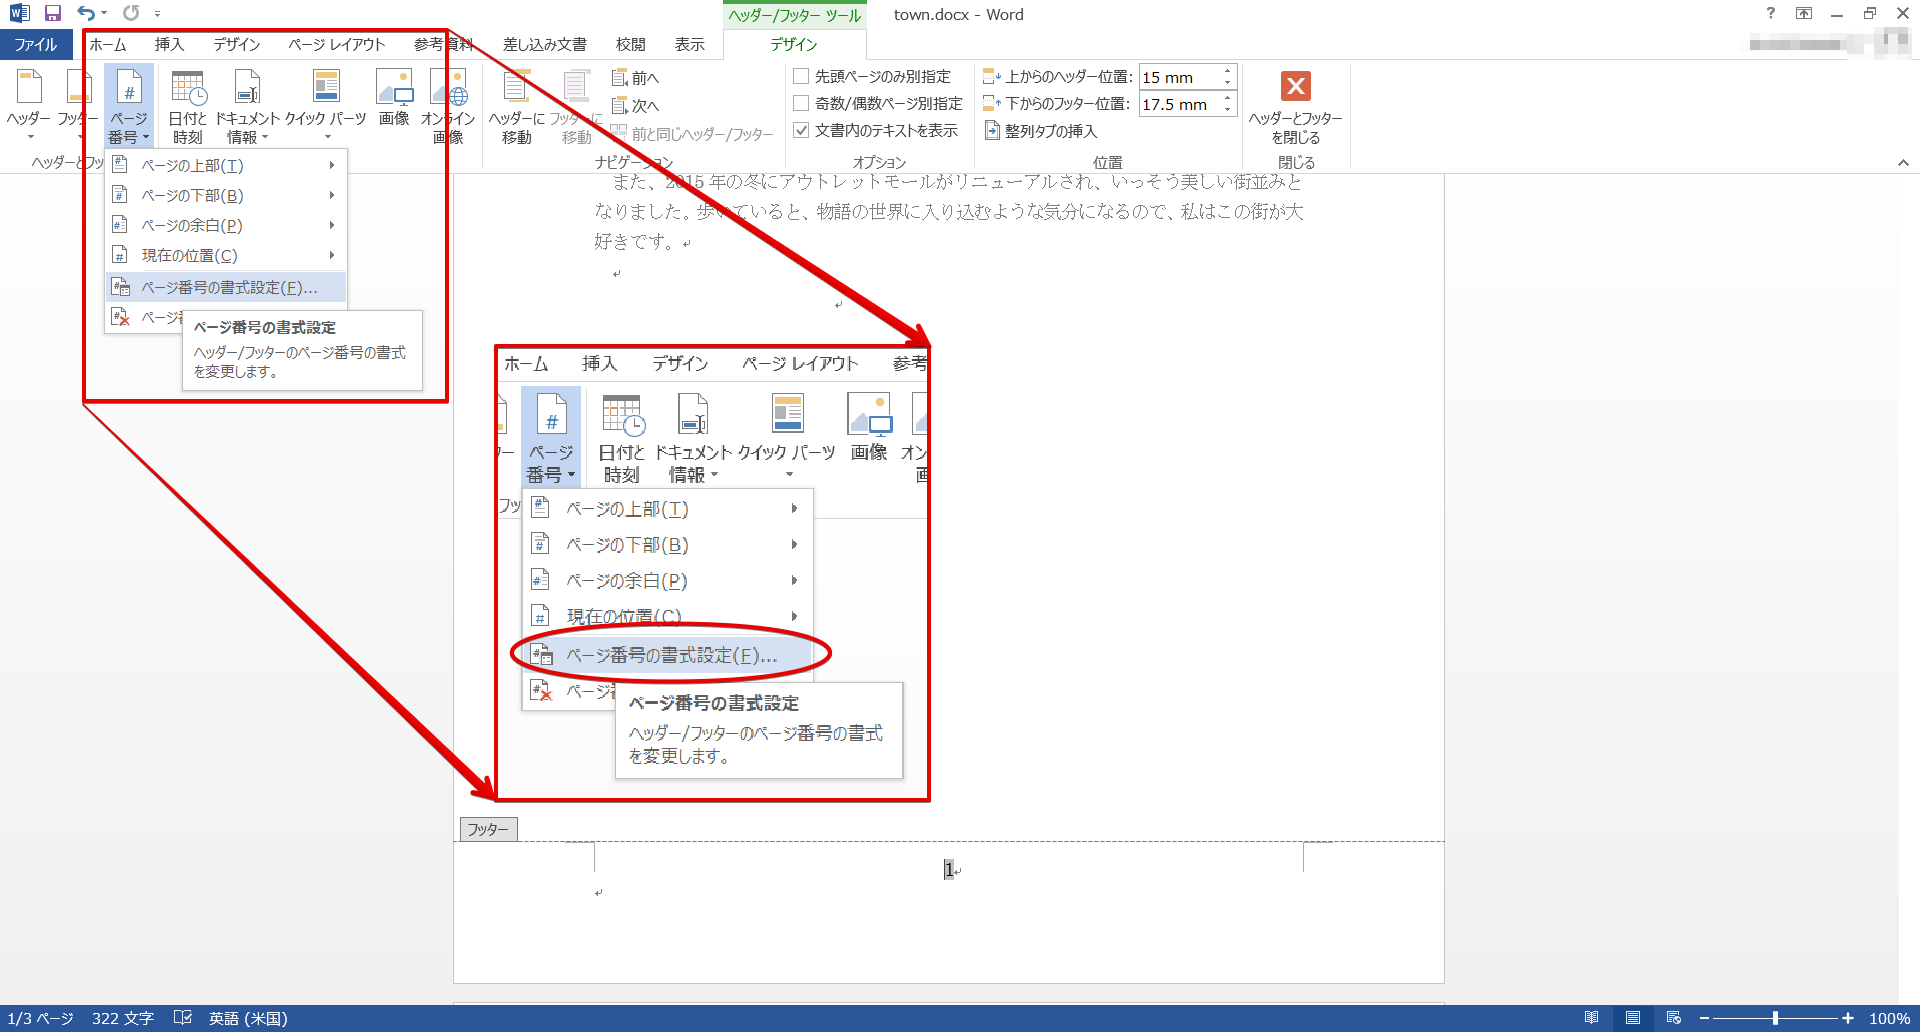 ヘッダー/フッター ツール
town.docx - Word
?
ファイル
ホーム
挿入
デザイン
ページ レイアウト
参考資料
差し込み文書
校閲
表示
デザイン
ヘッダー
フッター
ページ
番号
日付と
時刻
ドキュメント
情報
クイック パーツ
画像
オンライン
画像
ヘッダーに
移動
フッターに
移動
前へ
次へ
前と同じヘッダー/フッター
ナビゲーション
先頭ページのみ別指定
奇数/偶数ページ別指定
文書内のテキストを表示
オプション
上からのヘッダー位置:
15 mm
下からのフッター位置:
17.5 mm
整列タブの挿入
位置
ヘッダーとフッター
を閉じる
閉じる
ヘッダーとフッ
ページの上部(T)
ページの下部(B)
ページの余白(P)
現在の位置(C)
ページ番号の書式設定(F)...
ページ
ページ番号の書式設定
ヘッダー/フッターのページ番号の書式
を変更します。
また、2015 年の冬にアウトレットモールがリニューアルされ、いっそう美しい街並みと
なりました。歩いていると、物語の世界に入り込むような気分になるので、私はこの街が大
好きです。
ホーム
挿入
デザイン
ページ レイアウト
参考
ー
ページ
番号
日付と
時刻
ドキュメント
情報
クイック パーツ
画像
オン
画
フッ
ページの上部(T)
ページの下部(B)
ページの余白(P)
現在の位置(C)
ページ番号の書式設定(F)...
ページ
ページ番号の書式設定
ヘッダー/フッターのページ番号の書式
を変更します。
フッター
1
1/3 ページ
322 文字
英語 (米国)
100%